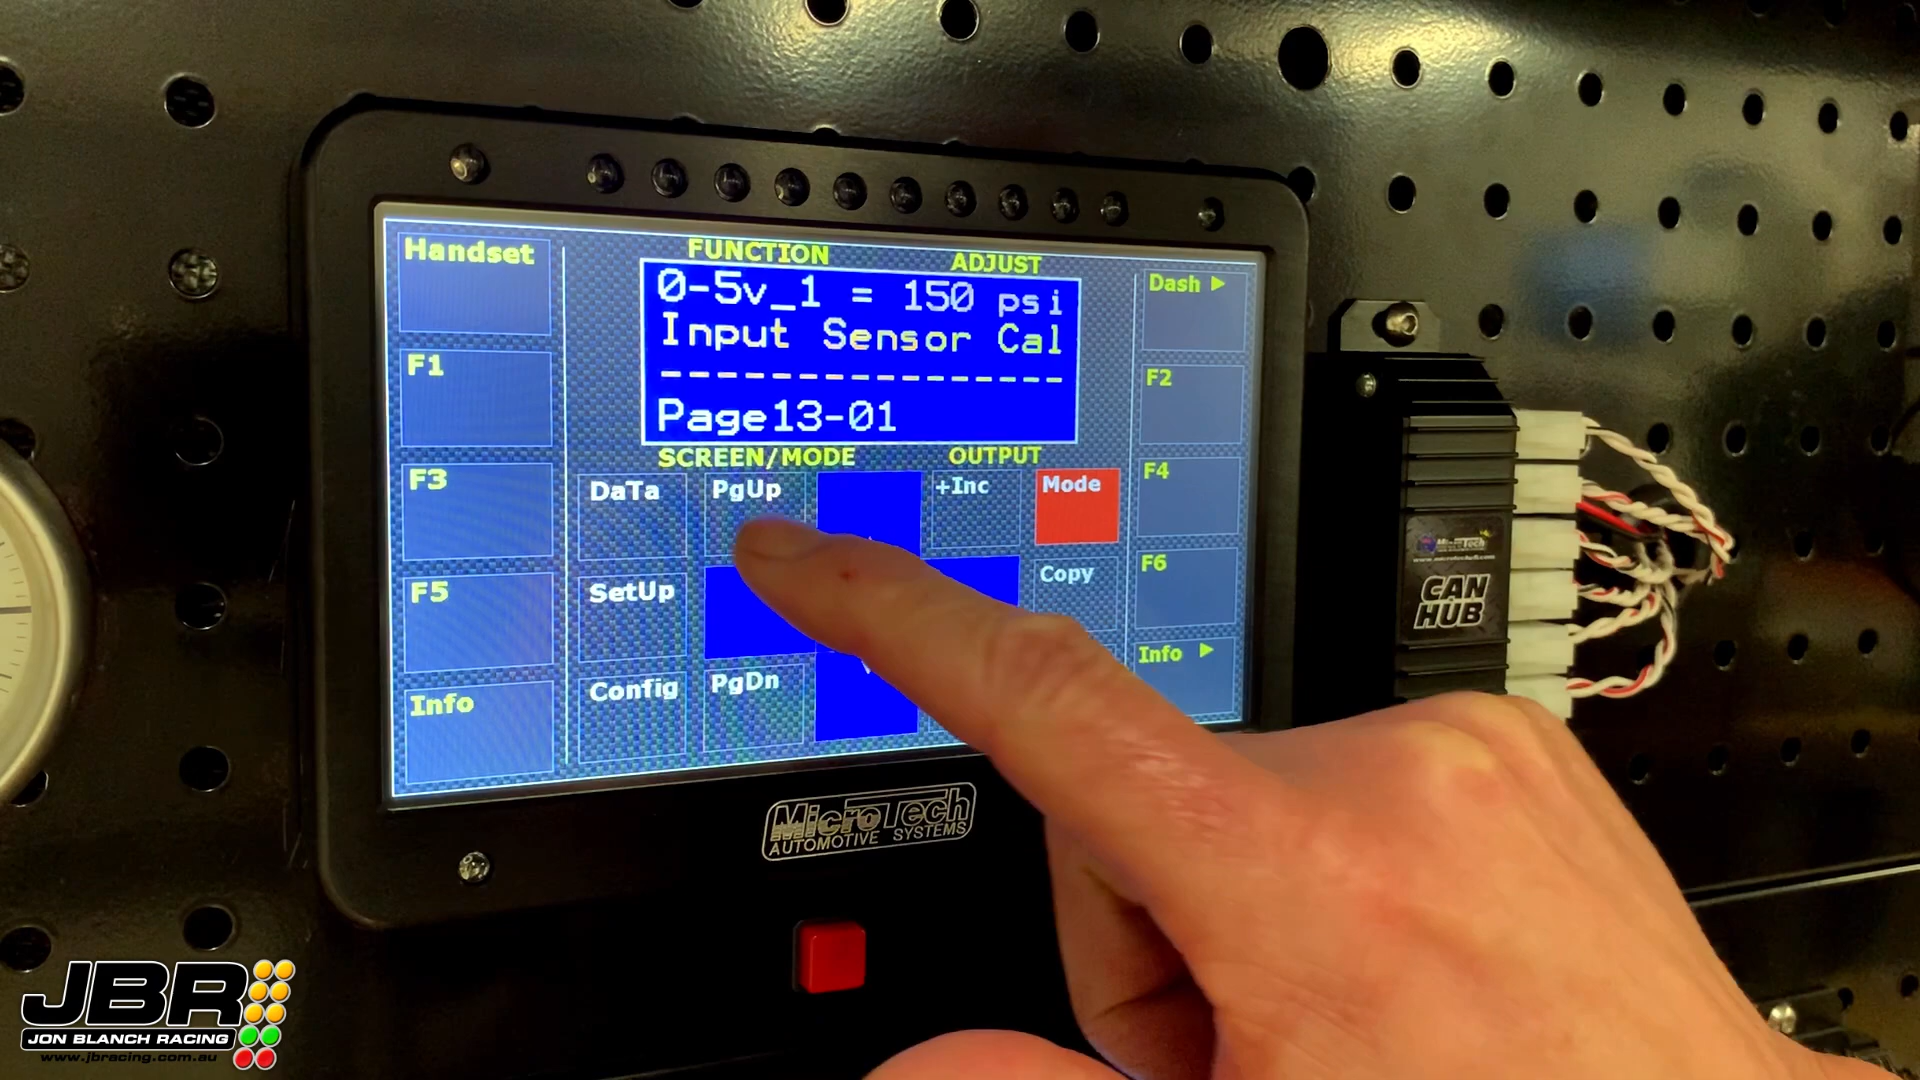 Handset
FUNCTION
ADJUST
Dash
0-5v_1 = 150 psi
Input Sensor Cal
----------------
Page13-01
F1
F2
SCREEN/MODE
OUTPUT
F3
DaTa
PgUp
+Inc
Mode
F4
F5
SetUp
Copy
F6
Info
Config
PgDn
Info
MicroTech
AUTOMOTIVE SYSTEMS
MicroTech
CAN
HUB
JBR
JON BLANCH RACING
www.jbracing.com.au